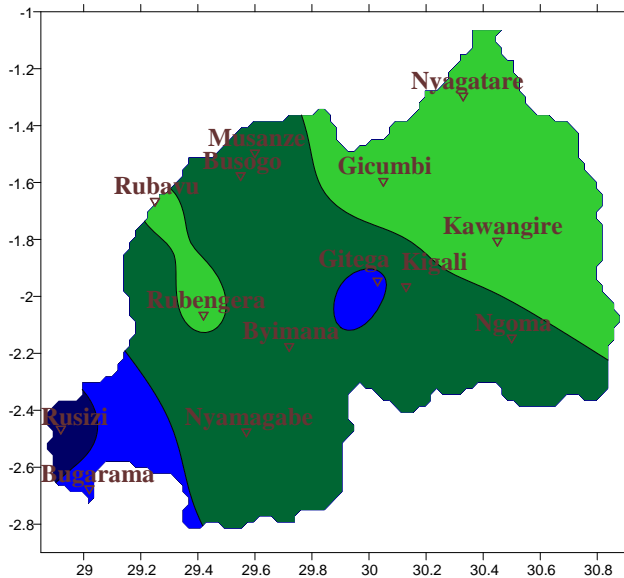 -1
-1.2
-1.4
-1.6
-1.8
-2
-2.2
-2.4
-2.6
-2.8
Nyagatare
Musanze
Busogo
Gicumbi
Rubavu
Kawangire
Gitega
Kigali
Rubengera
Ngoma
Byimana
Rusizi
Nyamagabe
Bugarama
29 29.2 29.4 29.6 29.8 30 30.2 30.4 30.6 30.8